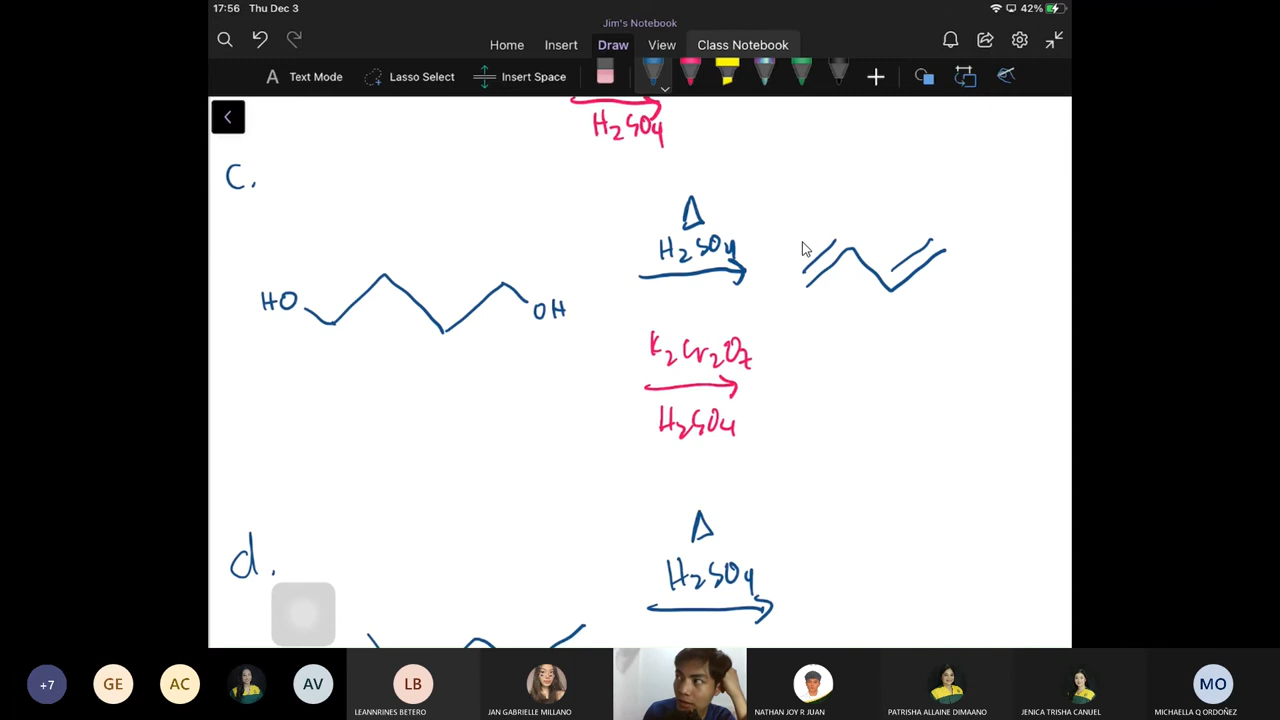 17:56 Thu Dec 3
42%
Jim's Notebook
Home Insert Draw View Class Notebook
Text Mode Lasso Select Insert Space
H2SO4
c.
Δ
H2SO4
HO
OH
K2Cr2O7
H2SO4
Δ
d.
H2SO4
+7 GE AC AV LB MO
LEANNRINES BETERO JAN GABRIELLE MILLANO NATHAN JOY R JUAN PATRISHA ALLAINE DIMAANO JENICA TRISHA CANUEL MICHAELLA Q ORDOÑEZ